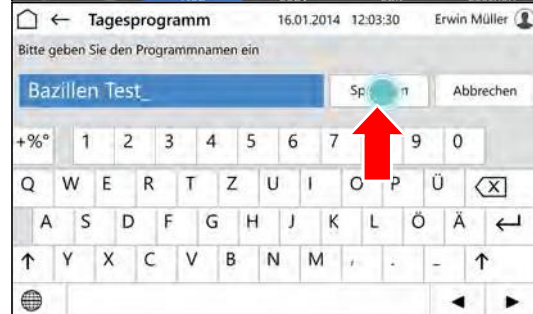 Tagesprogramm 16.01.2014 12:03:30 Erwin Müller
Bitte geben Sie den Programmnamen ein
Bazillen Test_ Abbrechen
+%° 1 2 3 4 5 6 7 9 0
Q W E R T Z U I O P Ü
A S D F G H J K L Ö Ä
Y X C V B N M , . -